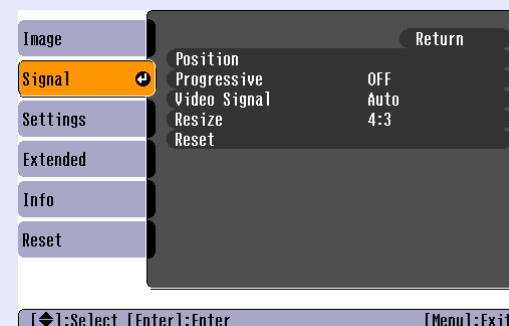 Image
Signal
Settings
Extended
Info
Reset
Return
Position
Progressive OFF
Video Signal Auto
Resize 4:3
Reset
[◆]:Select [Enter]:Enter [Menu]:Exit